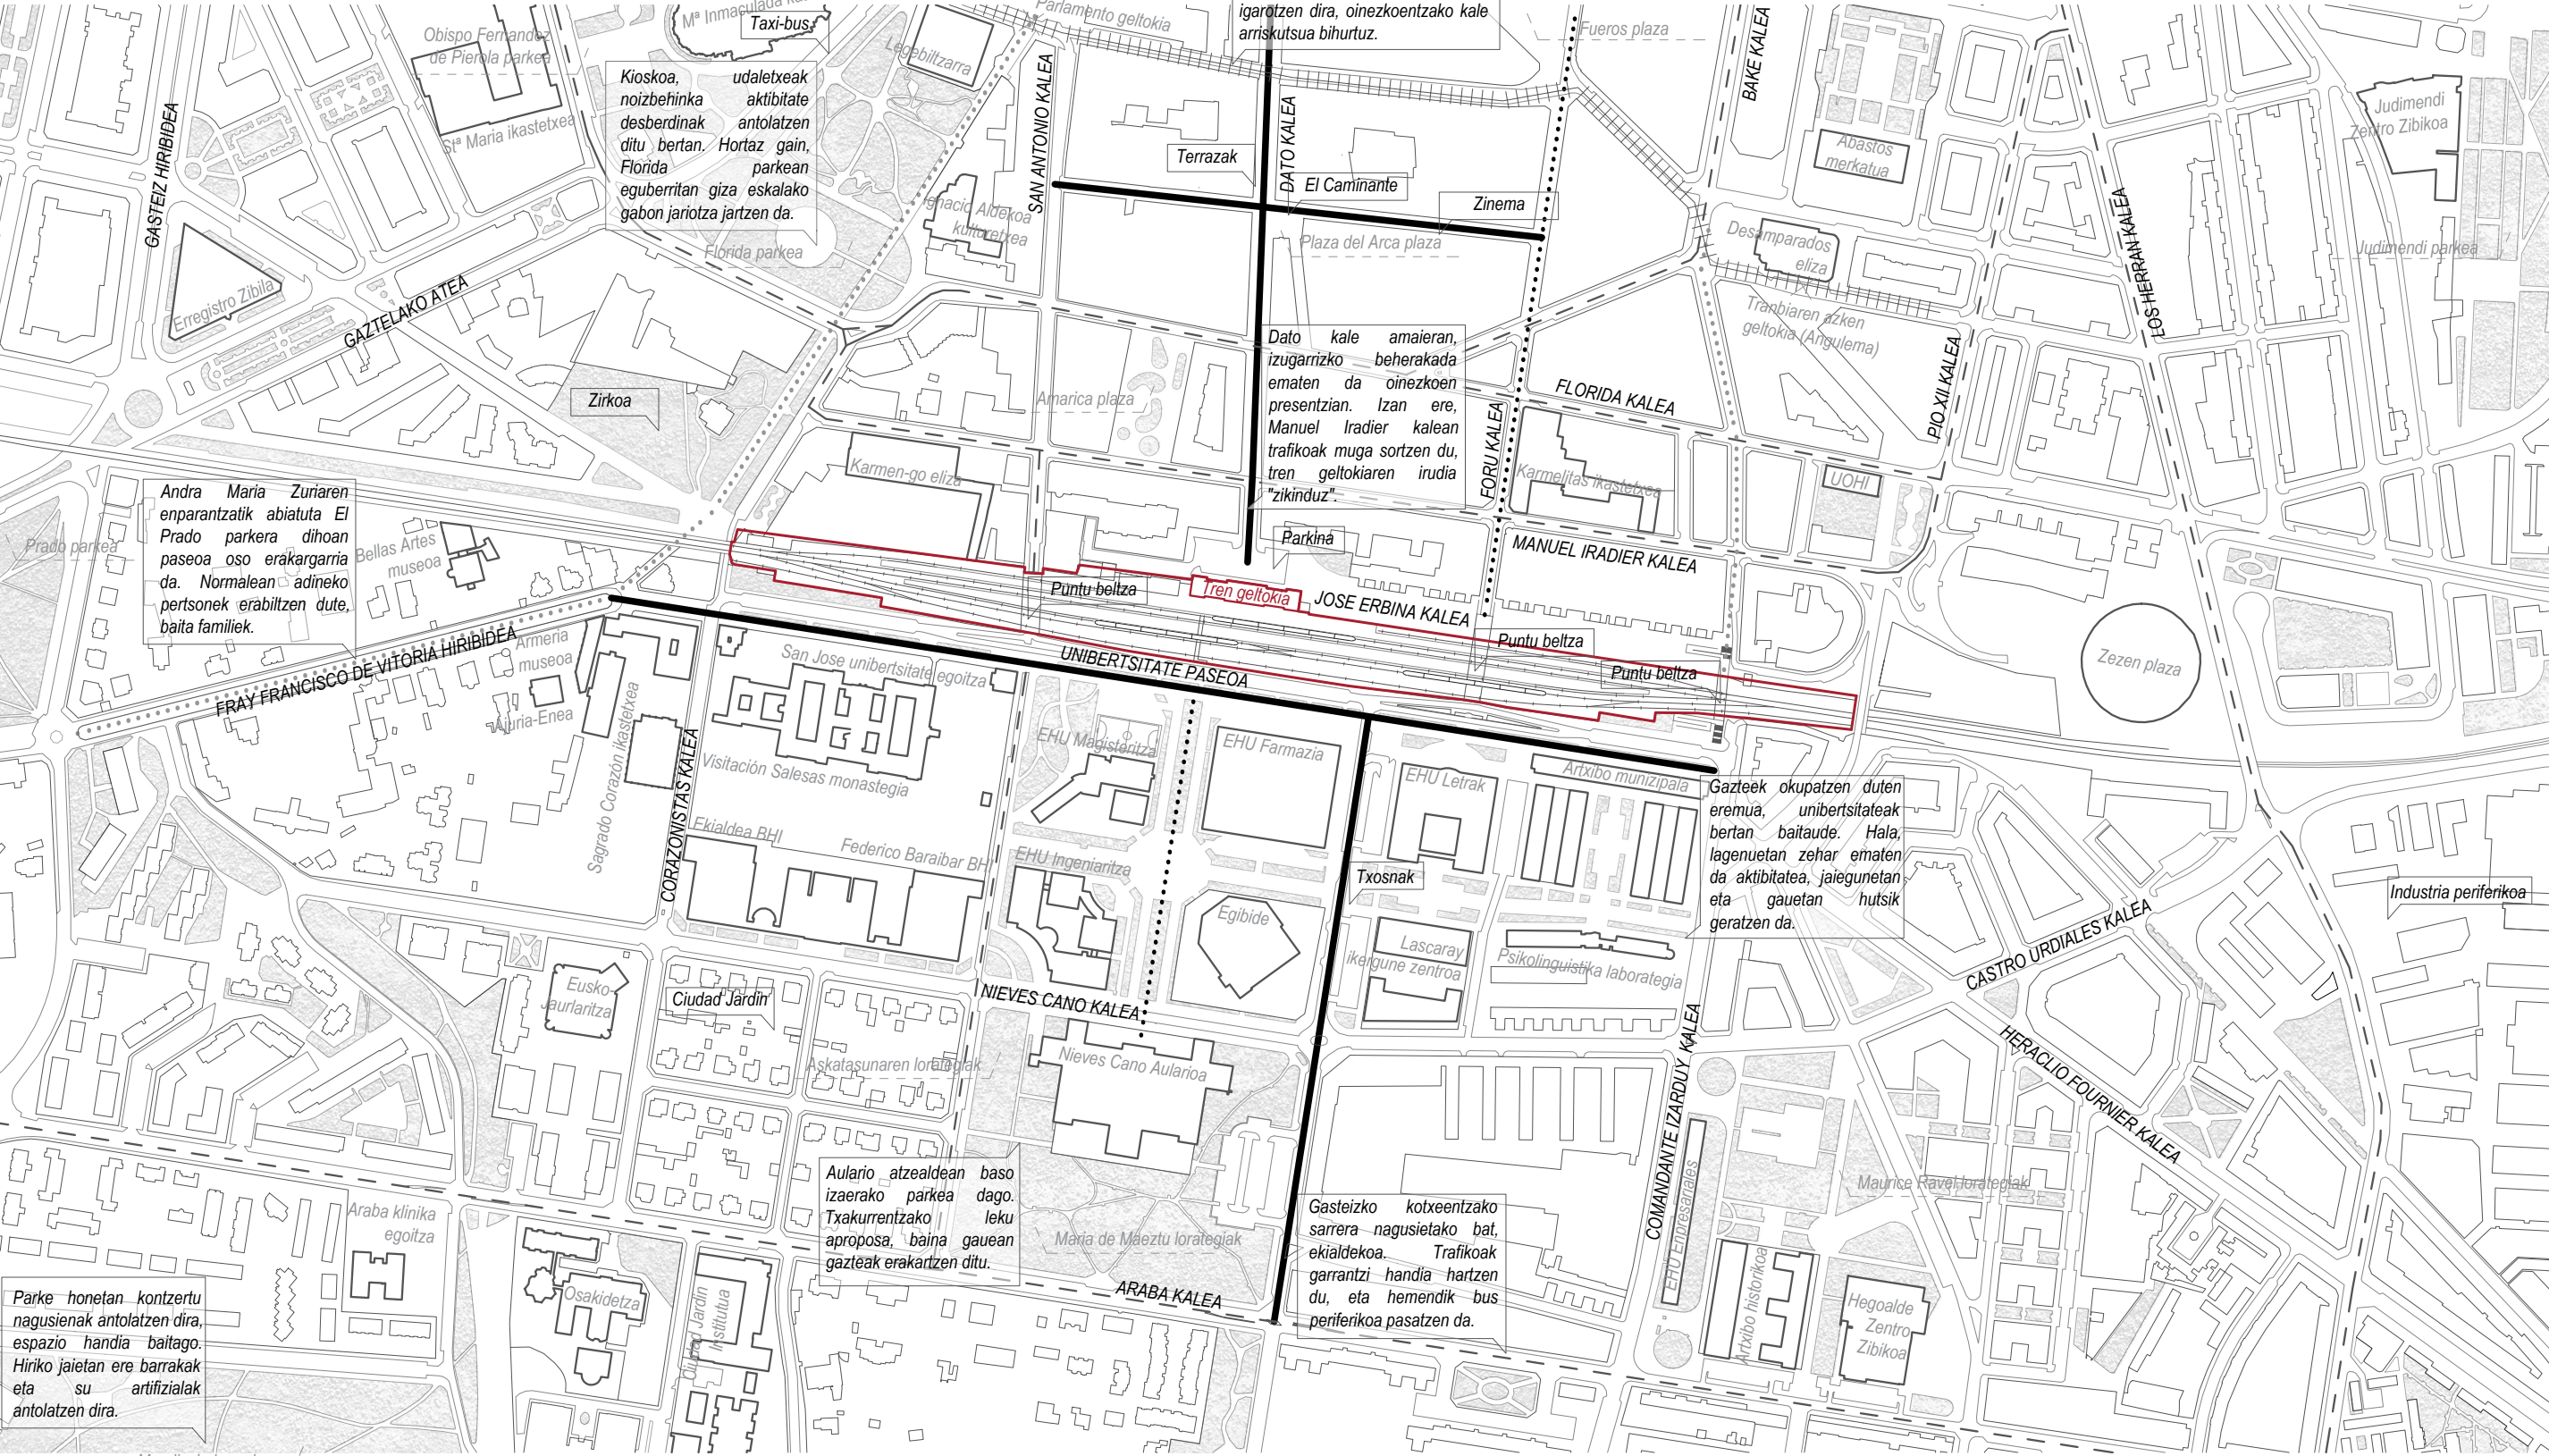 Mª Inmaculada
Taxi-bus
Parlamento geltokia
igarotzen dira, oinezkoentzako kale
arriskutsua bihurtuz.
Fueros plaza
Obispo Fernandez
de Pierola parkea
Legebiltzarra
BAKE KALEA
Kioskoa, udaletxeak
noizbehinka aktibitate
desberdinak antolatzen
ditu bertan. Hortaz gain,
Florida parkean
eguberritan giza eskalako
gabon jariotza jartzen da.
SAN ANTONIO KALEA
DATO KALEA
Judimendi
Zentro Zibikoa
Stª Maria ikastetxea
GASTEIZ HIRIBIDEA
Terrazak
Abastos
merkatua
El Caminante
Zinema
Ignacio Aldekoa
kulturetxea
Plaza del Arca plaza
Desamparados
eliza
LOS HERRAN KALEA
Judimendi parkea
Florida parkea
Erregistro Zibila
GAZTELAKO ATEA
Tranbiaren azken
geltokia (Angulema)
Dato kale amaieran,
izugarrizko beherakada
ematen da oinezkoen
presentzian. Izan ere,
Manuel Iradier kalean
trafikoak muga sortzen du,
tren geltokiaren irudia
"zikinduz".
Zirkoa
Amarica plaza
FLORIDA KALEA
PIO XII KALEA
FORU KALEA
Karmen-go eliza
Karmelitas ikastetxea
UOHI
Andra Maria Zuriaren
enparantzatik abiatuta El
Prado parkera dihoan
paseoa oso erakargarria
da. Normalean adineko
pertsonek erabiltzen dute,
baita familiek.
Prado parkea
Bellas Artes
museoa
Parkina
MANUEL IRADIER KALEA
Puntu beltza
Tren geltokia
JOSE ERBINA KALEA
Puntu beltza
Puntu beltza
Zezen plaza
FRAY FRANCISCO DE VITORIA HIRIBIDEA
Armeria
museoa
Ajuria-Enea
Sagrado Corazón ikastetxea
San Jose unibertsitate egoitza
UNIBERTSITATE PASEOA
CORAZONISTAS KALEA
Visitación Salesas monastegia
EHU Magisteritza
EHU Farmazia
EHU Letrak
Artxibo munizipala
Gazteek okupatzen duten
eremua, unibertsitateak
bertan baitaude. Hala,
lagenuetan zehar ematen
da aktibitatea, jaiegunetan
eta gauetan hutsik
geratzen da.
Ekialdea BHI
Federico Baraibar BHI
EHU Ingeniaritza
Txosnak
Egibide
Industria periferikoa
Lascaray
ikergune zentroa
Psikolinguistika laborategia
CASTRO URDIALES KALEA
Eusko
Jaurlaritza
Ciudad Jardin
NIEVES CANO KALEA
Nieves Cano Aularioa
Askatasunaren lorategiak
COMANDANTE IZARDUY KALEA
HERACLIO FOURNIER KALEA
Aulario atzealdean baso
izaerako parkea dago.
Txakurrentzako leku
aproposa, baina gauean
gazteak erakartzen ditu.
Maria de Maeztu lorategiak
Gasteizko kotxeentzako
sarrera nagusietako bat,
ekialdekoa. Trafikoak
garrantzi handia hartzen
du, eta hemendik bus
periferikoa pasatzen da.
EHU Enpresariales
Maurice Ravel lorategiak
Araba klinika
egoitza
ARABA KALEA
Parke honetan kontzertu
nagusienak antolatzen dira,
espazio handia baitago.
Hiriko jaietan ere barrakak
eta su artifizialak
antolatzen dira.
Osakidetza
Ciudad Jardin
Institutua
Artxibo historikoa
Hegoalde
Zentro
Zibikoa